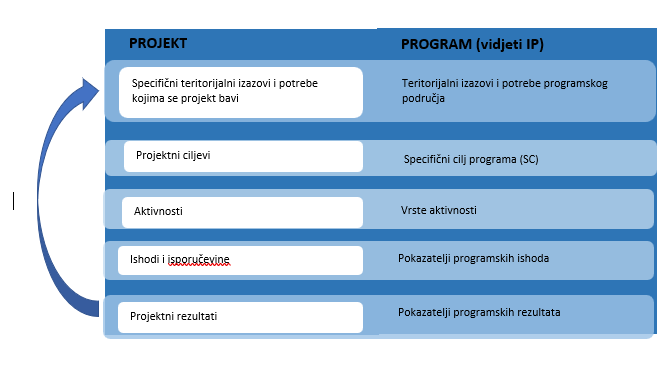 PROJEKT
PROGRAM (vidjeti IP)
Specifični teritorijalni izazovi i potrebe
kojima se projekt bavi
Teritorijalni izazovi i potrebe programskog
područja
Projektni ciljevi
Specifični cilj programa (SC)
Aktivnosti
Vrste aktivnosti
Ishodi i isporučevine
Pokazatelji programskih ishoda
Projektni rezultati
Pokazatelji programskih rezultata